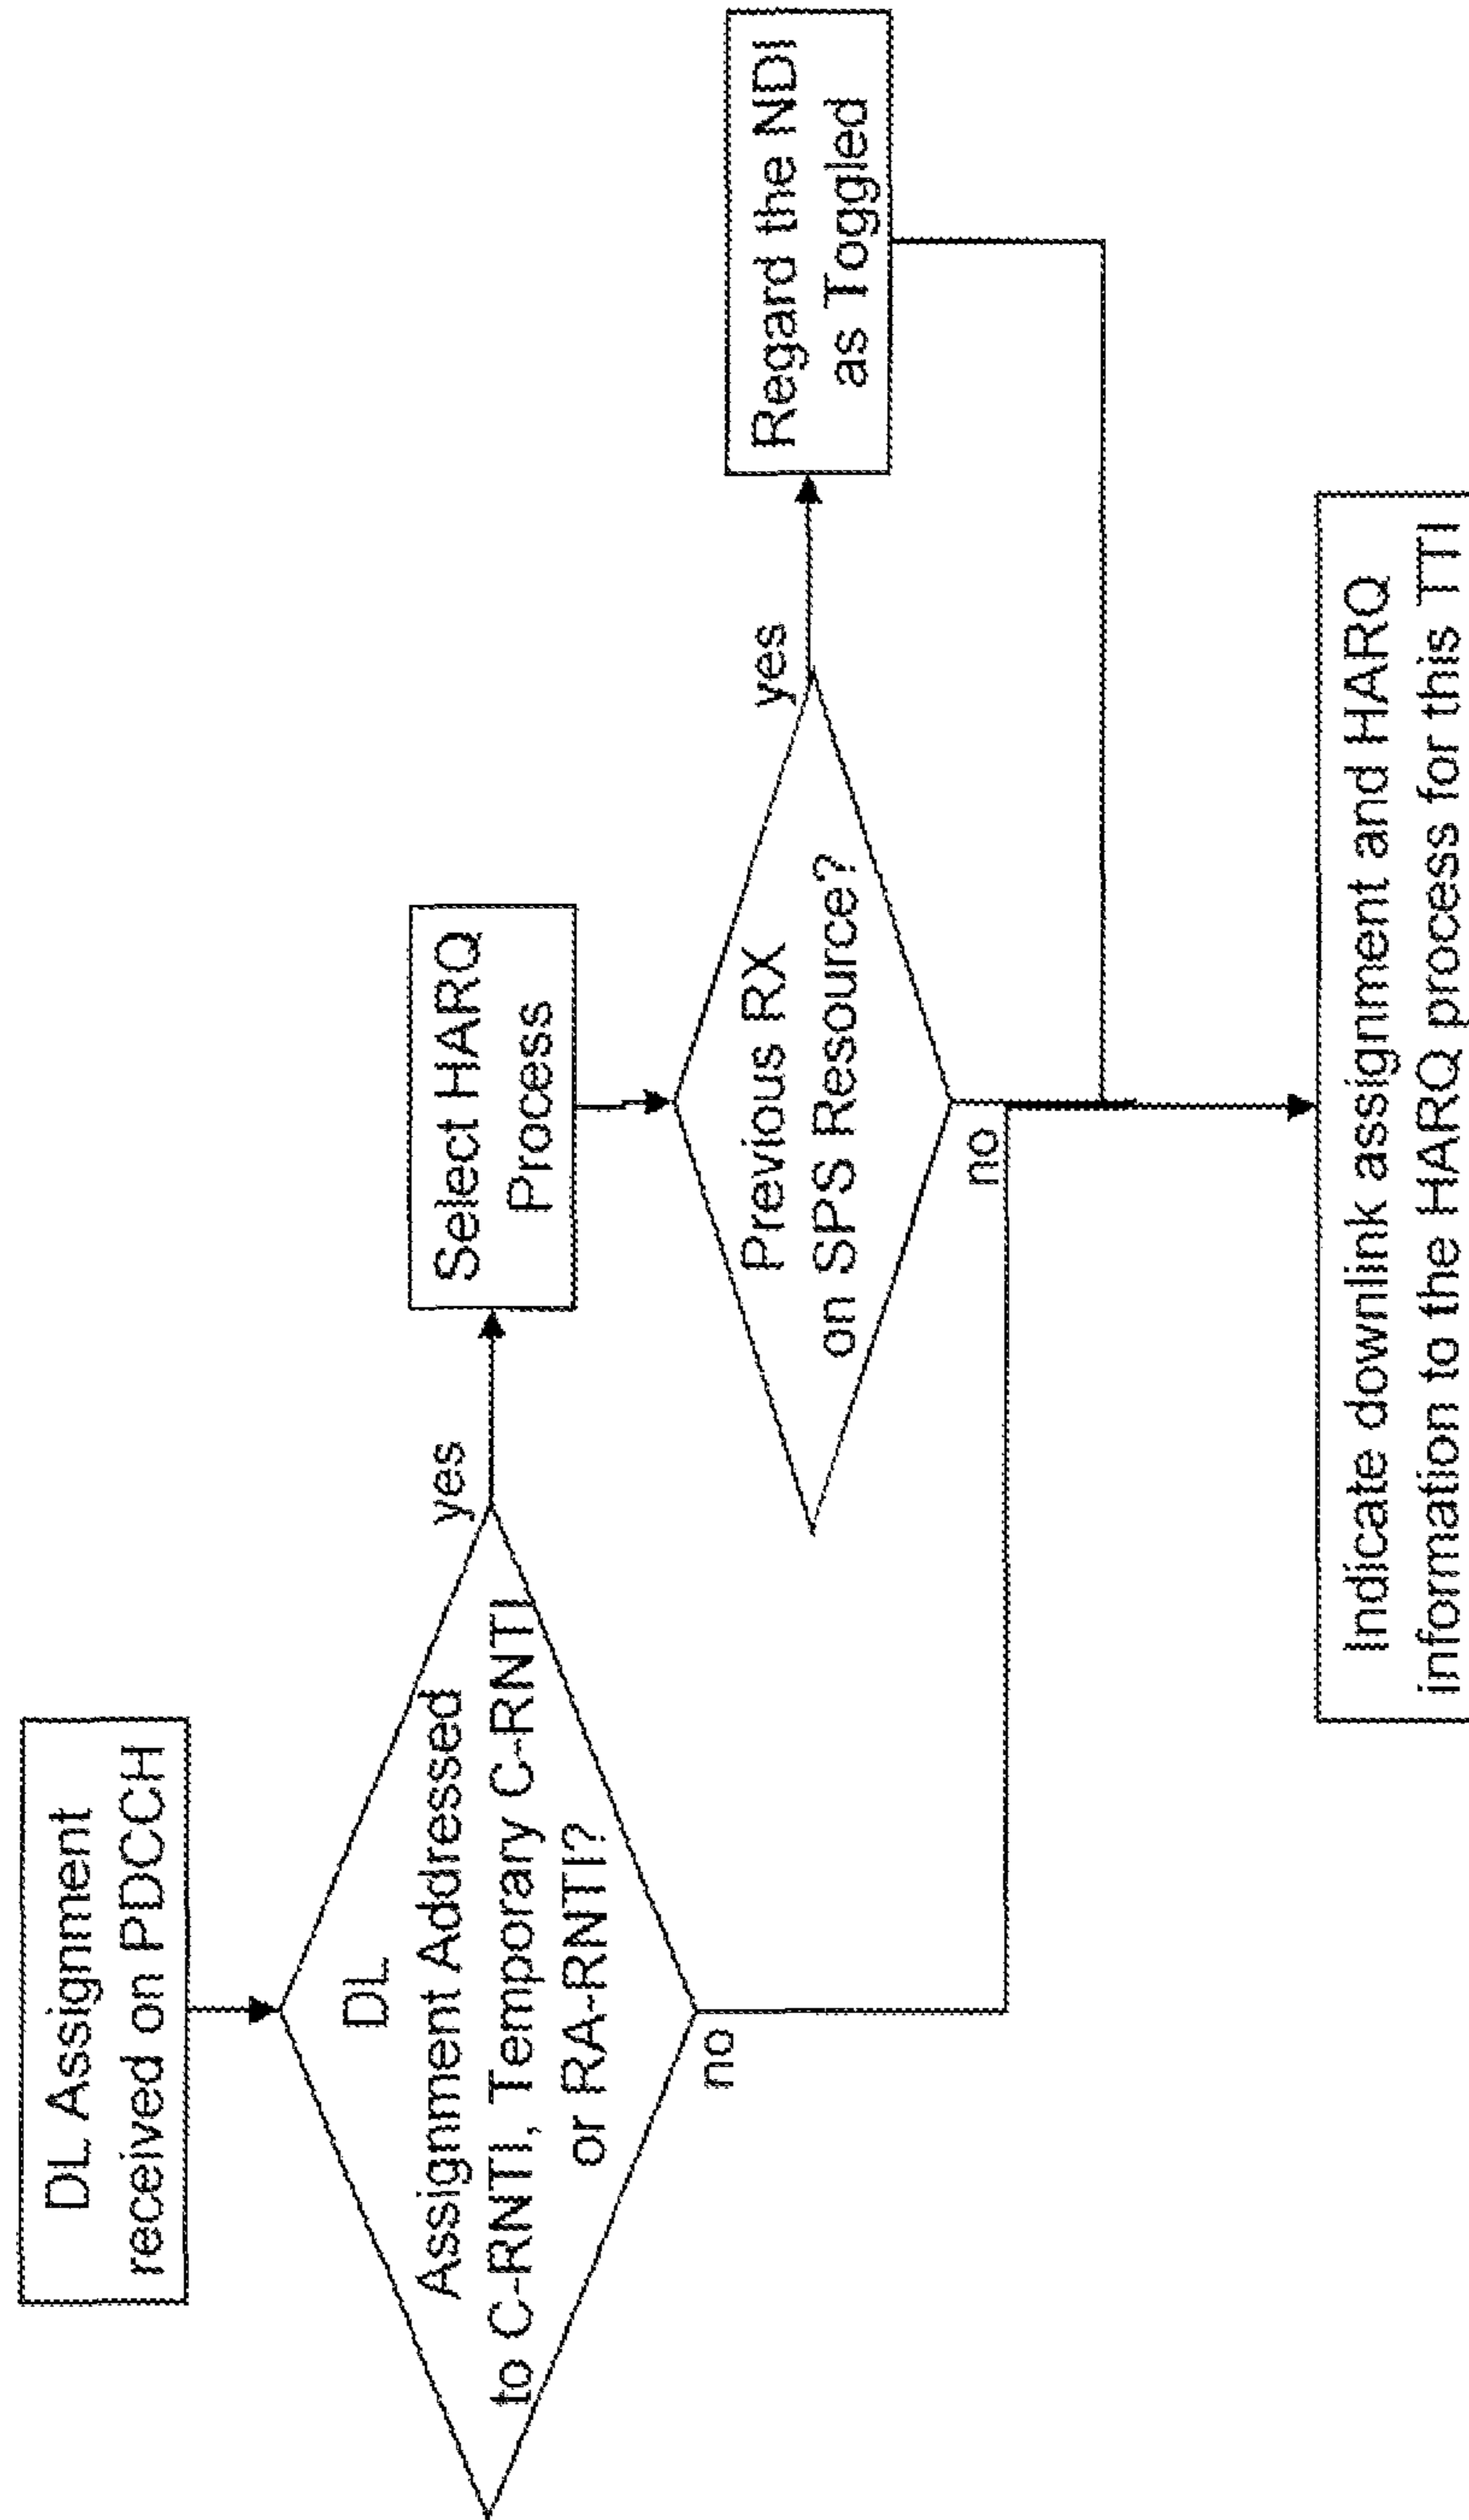 DL Assignment
received on PDCCH
DL
Assignment Addressed
to C-RNTI, Temporary C-RNTI
or RA-RNTI?
yes
no
Select HARQ
Process
Previous RX
on SPS Resource?
yes
no
Regard the NDI
as Toggled
Indicate downlink assignment and HARQ
information to the HARQ process for this TTI